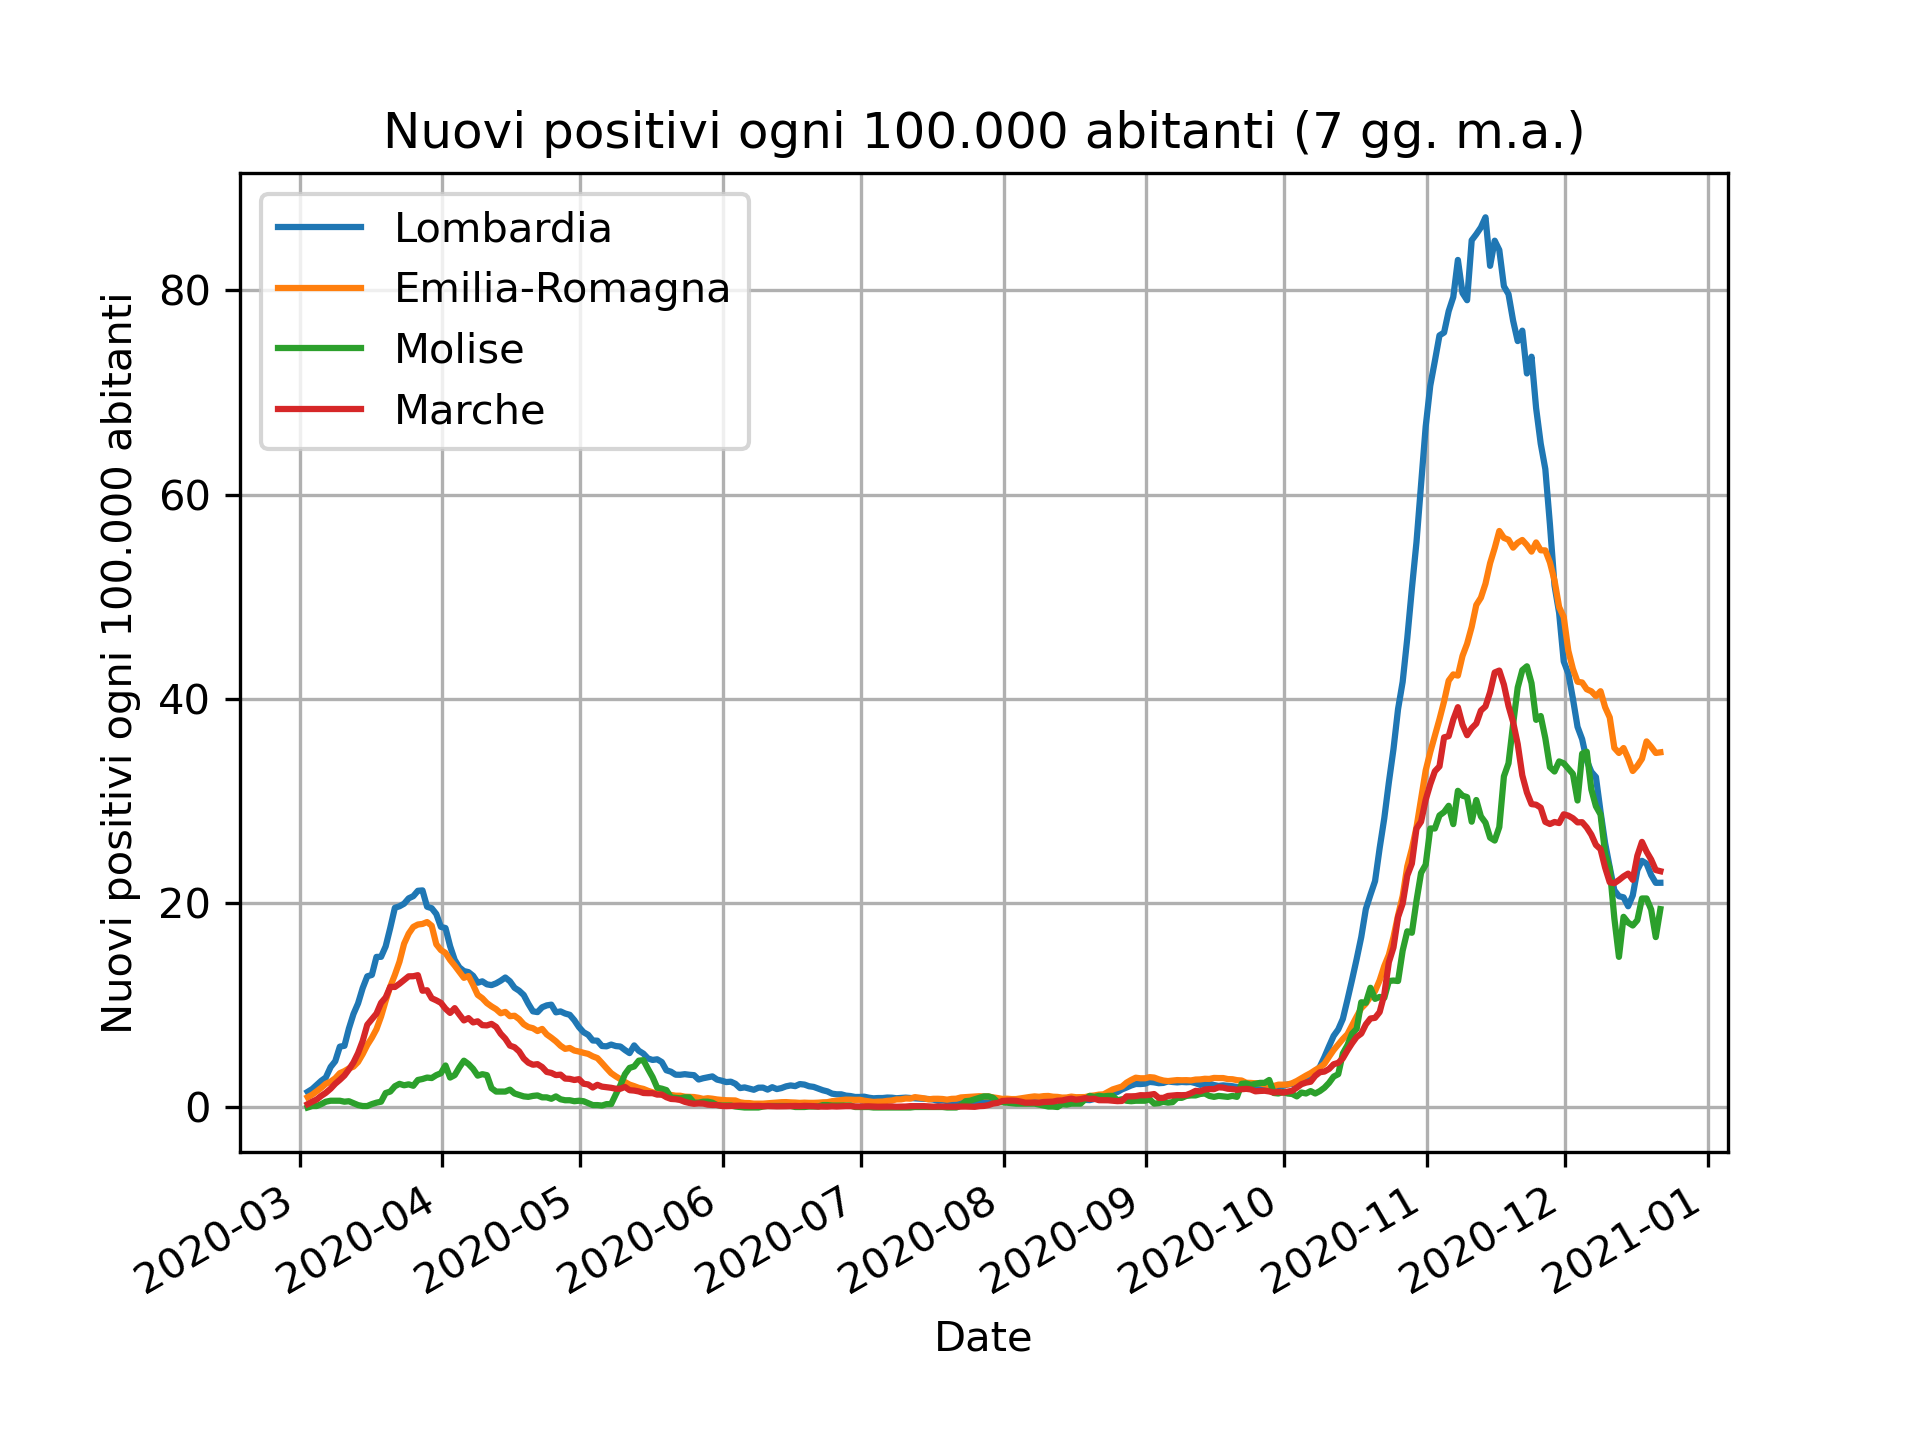 Nuovi positivi ogni 100.000 abitanti (7 gg. m.a.)
Lombardia
Emilia-Romagna
Molise
Marche
Nuovi positivi ogni 100.000 abitanti
80
60
40
20
0
2020-03
2020-04
2020-05
2020-06
2020-07
2020-08
2020-09
2020-10
2020-11
2020-12
2021-01
Date